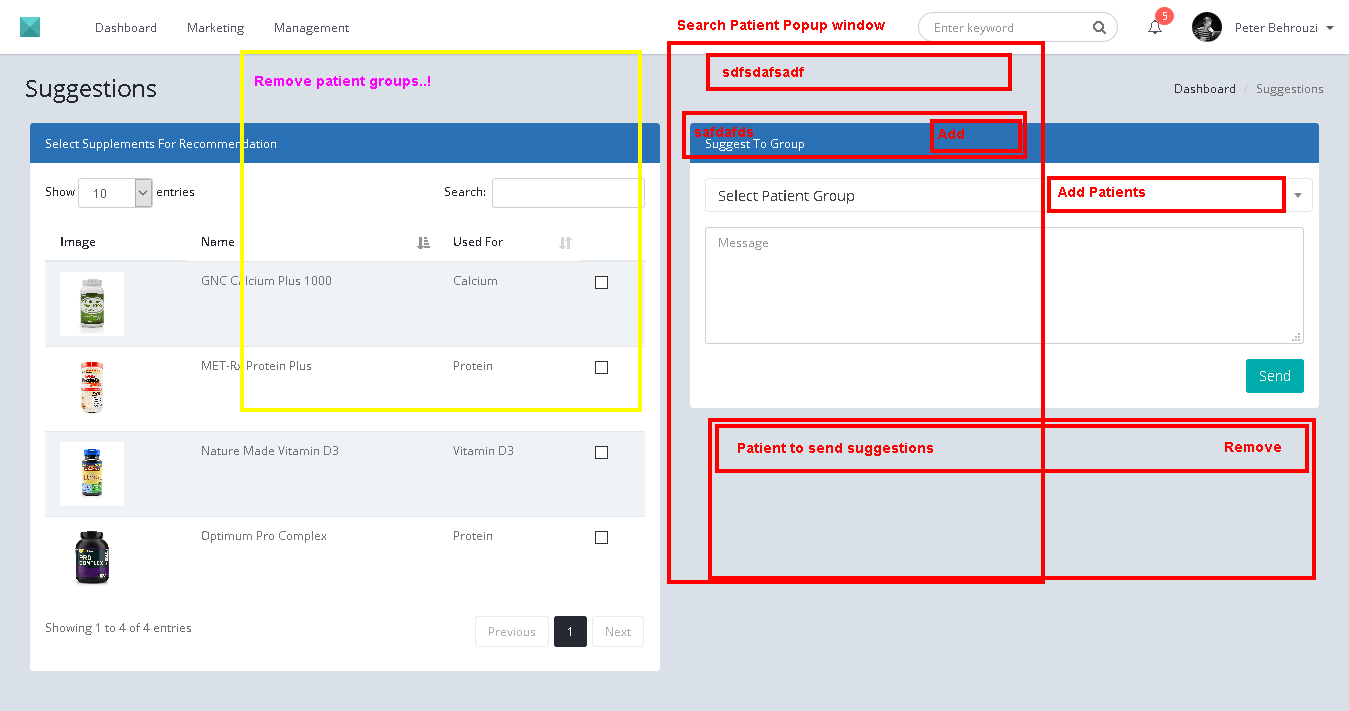 Dashboard Marketing Management
Search Patient Popup window
Enter keyword
5
Peter Behrouzi
Suggestions
Remove patient groups..!
sdfsdafsadf
Dashboard / Suggestions
Select Supplements For Recommendation
safdafds
Add
Suggest To Group
Show 10 entries
Search:
Select Patient Group
Add Patients
Message
Image Name Used For
GNC Calcium Plus 1000 Calcium
MET-Rx Protein Plus Protein
Send
Nature Made Vitamin D3 Vitamin D3
Patient to send suggestions Remove
Optimum Pro Complex Protein
PRO
COMPLEX
Showing 1 to 4 of 4 entries
Previous 1 Next